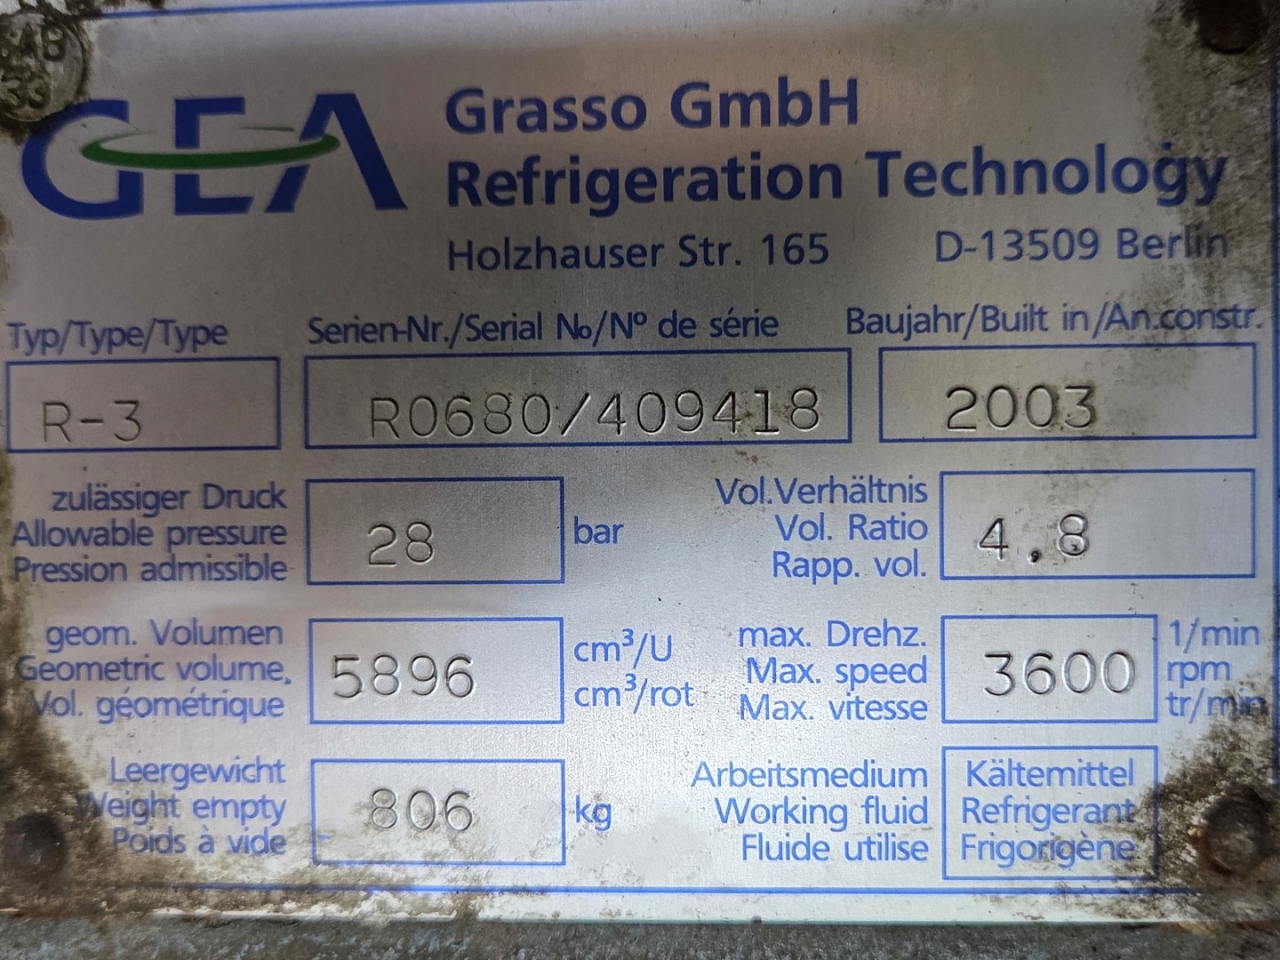 AB
33
GEA
Grasso GmbH
Refrigeration Technology
Holzhauser Str. 165 D-13509 Berlin
Typ/Type/Type Serien-Nr./Serial No/N° de série Baujahr/Built in/An.constr.
R-3 R0680/409418 2003
zulässiger Druck
Allowable pressure
Pression admissible
28 bar
Vol.Verhältnis
Vol. Ratio
Rapp. vol.
4.8
geom. Volumen
Geometric volume,
Vol. géométrique
5896
cm³/U
cm³/rot
max. Drehz.
Max. speed
Max. vitesse
3600
1/min
rpm
tr/min
Leergewicht
Weight empty
Poids à vide
806 kg
Arbeitsmedium
Working fluid
Fluide utilise
Kältemittel
Refrigerant
Frigorigène